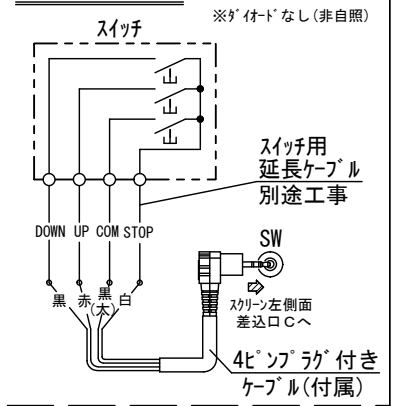 ※ﾀﾞｲｵｰﾄﾞなし(非自照)
スイッチ
スイッチ用
延長ケーブル
別途工事
DOWN UP COM STOP
SW
黒 赤 黒(太) 白
スクリーン左側面
差込口Cへ
4ピンプラグ付き
ケーブル(付属)